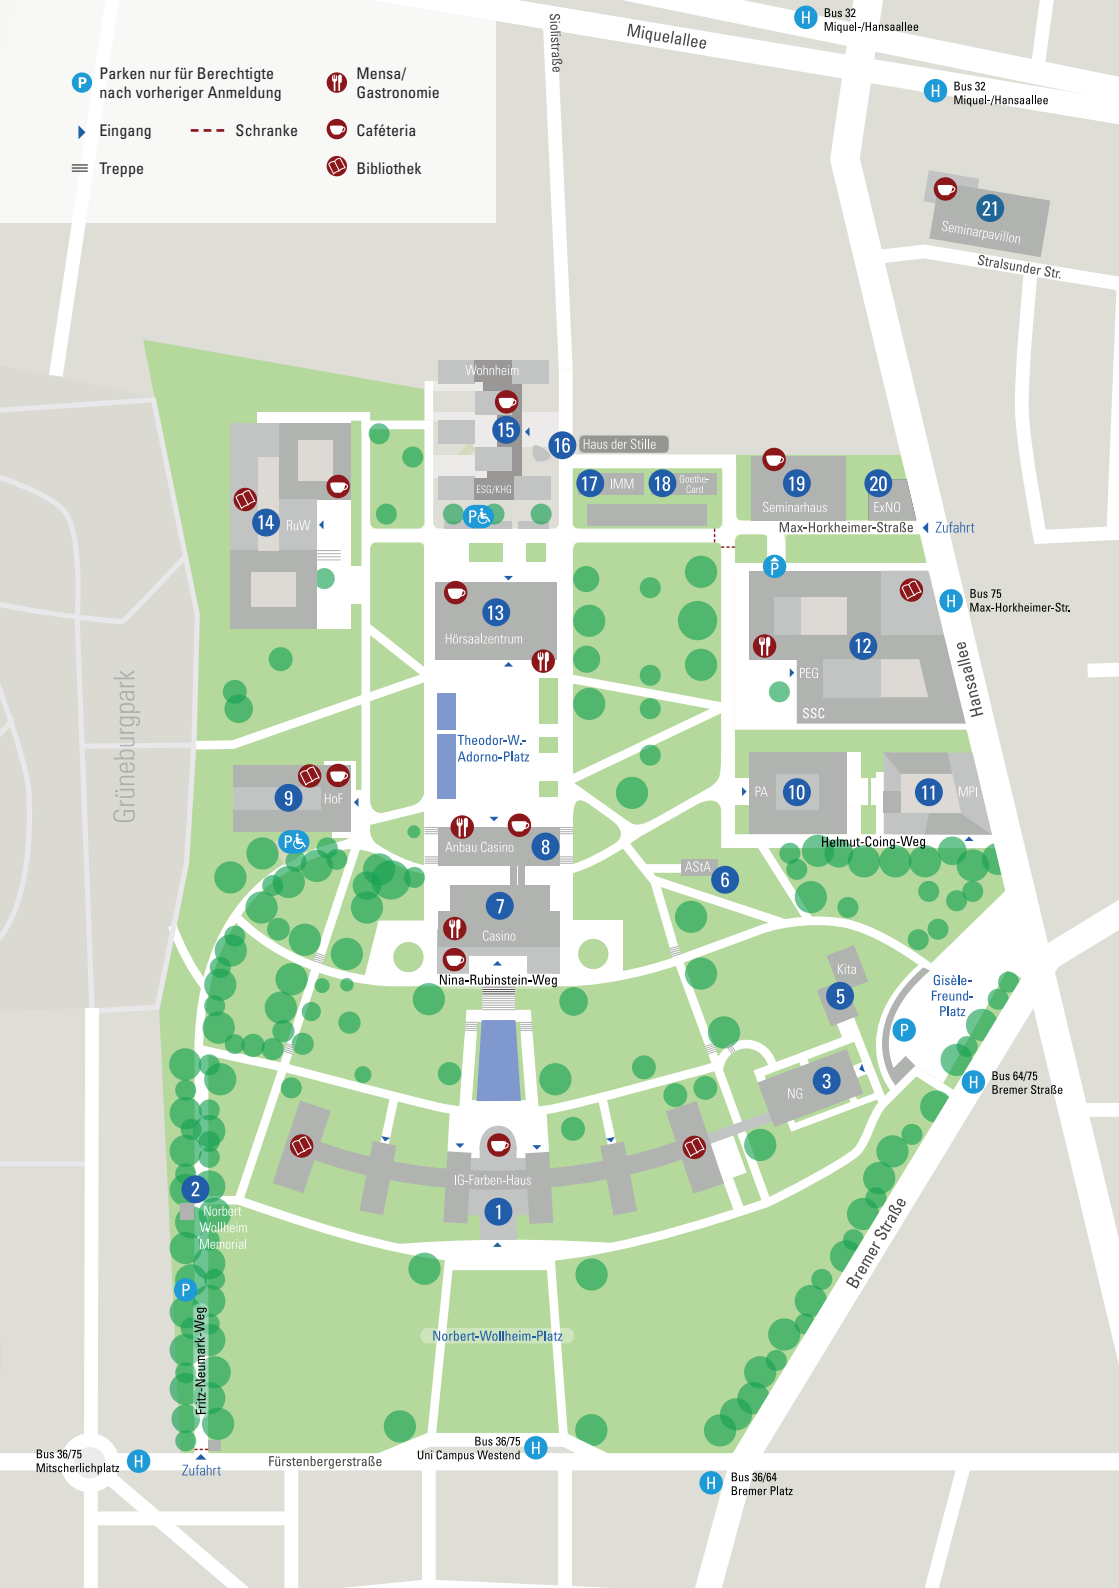 Siolistraße
Miquelallee
H
Bus 32
Miquel-/Hansaallee
H
Bus 32
Miquel-/Hansaallee
P
Parken nur für Berechtigte
nach vorheriger Anmeldung
Mensa/
Gastronomie
Eingang
Schranke
Caféteria
Treppe
Bibliothek
21
Seminarpavillon
Stralsunder Str.
Wohnheim
15
16
Haus der Stille
ESG/KHG
P
17
IMM
18
Goethe-
Card
19
Seminarhaus
20
ExNO
Max-Horkheimer-Straße
Zufahrt
14
RuW
P
H
Bus 75
Max-Horkheimer-Str.
13
Hörsaalzentrum
12
PEG
SSC
Hansaallee
Grüneburgpark
Theodor-W.-
Adorno-Platz
9
HoF
P
10
PA
11
MPI
Helmut-Coing-Weg
Anbau Casino
8
AStA
6
7
Casino
Nina-Rubinstein-Weg
Kita
5
Gisèle-
Freund-
Platz
P
H
Bus 64/75
Bremer Straße
NG
3
IG-Farben-Haus
1
2
Norbert
Wollheim
Memorial
P
Fritz-Neumark-Weg
Bremer Straße
Norbert-Wollheim-Platz
Bus 36/75
Mitscherlichplatz
H
Zufahrt
Fürstenbergerstraße
Bus 36/75
Uni Campus Westend
H
H
Bus 36/64
Bremer Platz